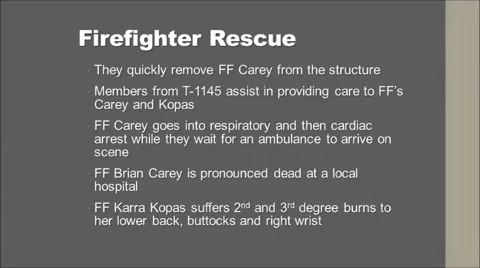 Firefighter Rescue
They quickly remove FF Carey from the structure
Members from T-1145 assist in providing care to FF's
Carey and Kopas
FF Carey goes into respiratory and then cardiac
arrest while they wait for an ambulance to arrive on
scene
FF Brian Carey is pronounced dead at a local
hospital
FF Karra Kopas suffers 2nd and 3rd degree burns to
her lower back, buttocks and right wrist